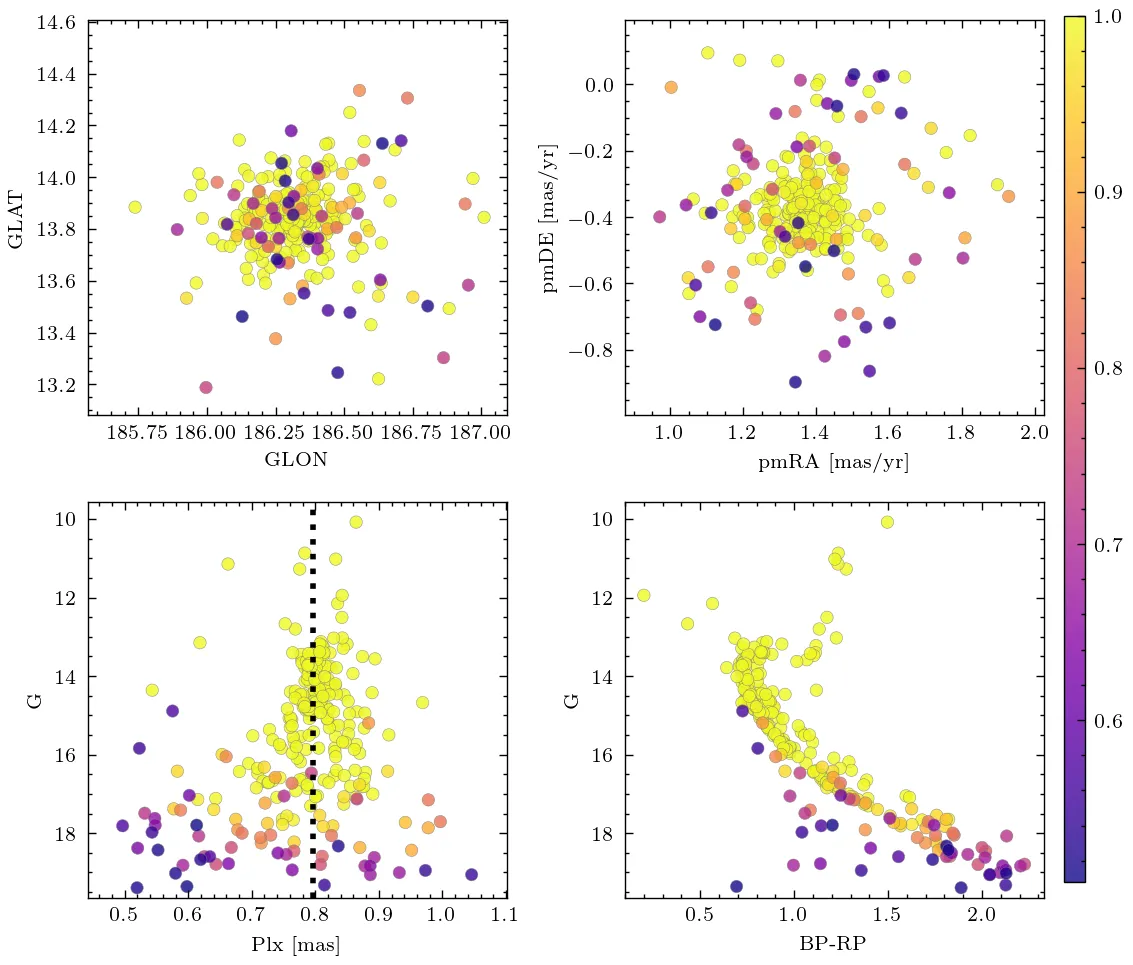 14.6
14.4
14.2
14.0
13.8
13.6
13.4
13.2
GLAT
185.75 186.00 186.25 186.50 186.75 187.00
GLON
0.0
−0.2
−0.4
−0.6
−0.8
pmDE [mas/yr]
1.0 1.2 1.4 1.6 1.8 2.0
pmRA [mas/yr]
1.0
0.9
0.8
0.7
0.6
10
12
14
16
18
G
0.5 0.6 0.7 0.8 0.9 1.0 1.1
Plx [mas]
10
12
14
16
18
G
0.5 1.0 1.5 2.0
BP-RP